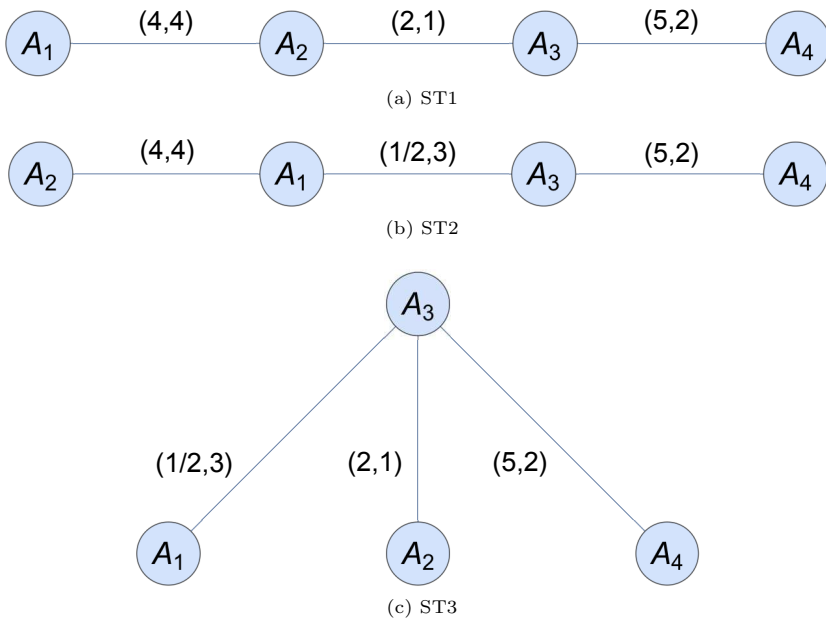 (4,4) (2,1) (5,2)
A₁ A₂ A₃ A₄
(a) ST1
(4,4) (1/2,3) (5,2)
A₂ A₁ A₃ A₄
(b) ST2
A₃
(1/2,3) (2,1) (5,2)
A₁ A₂ A₄
(c) ST3